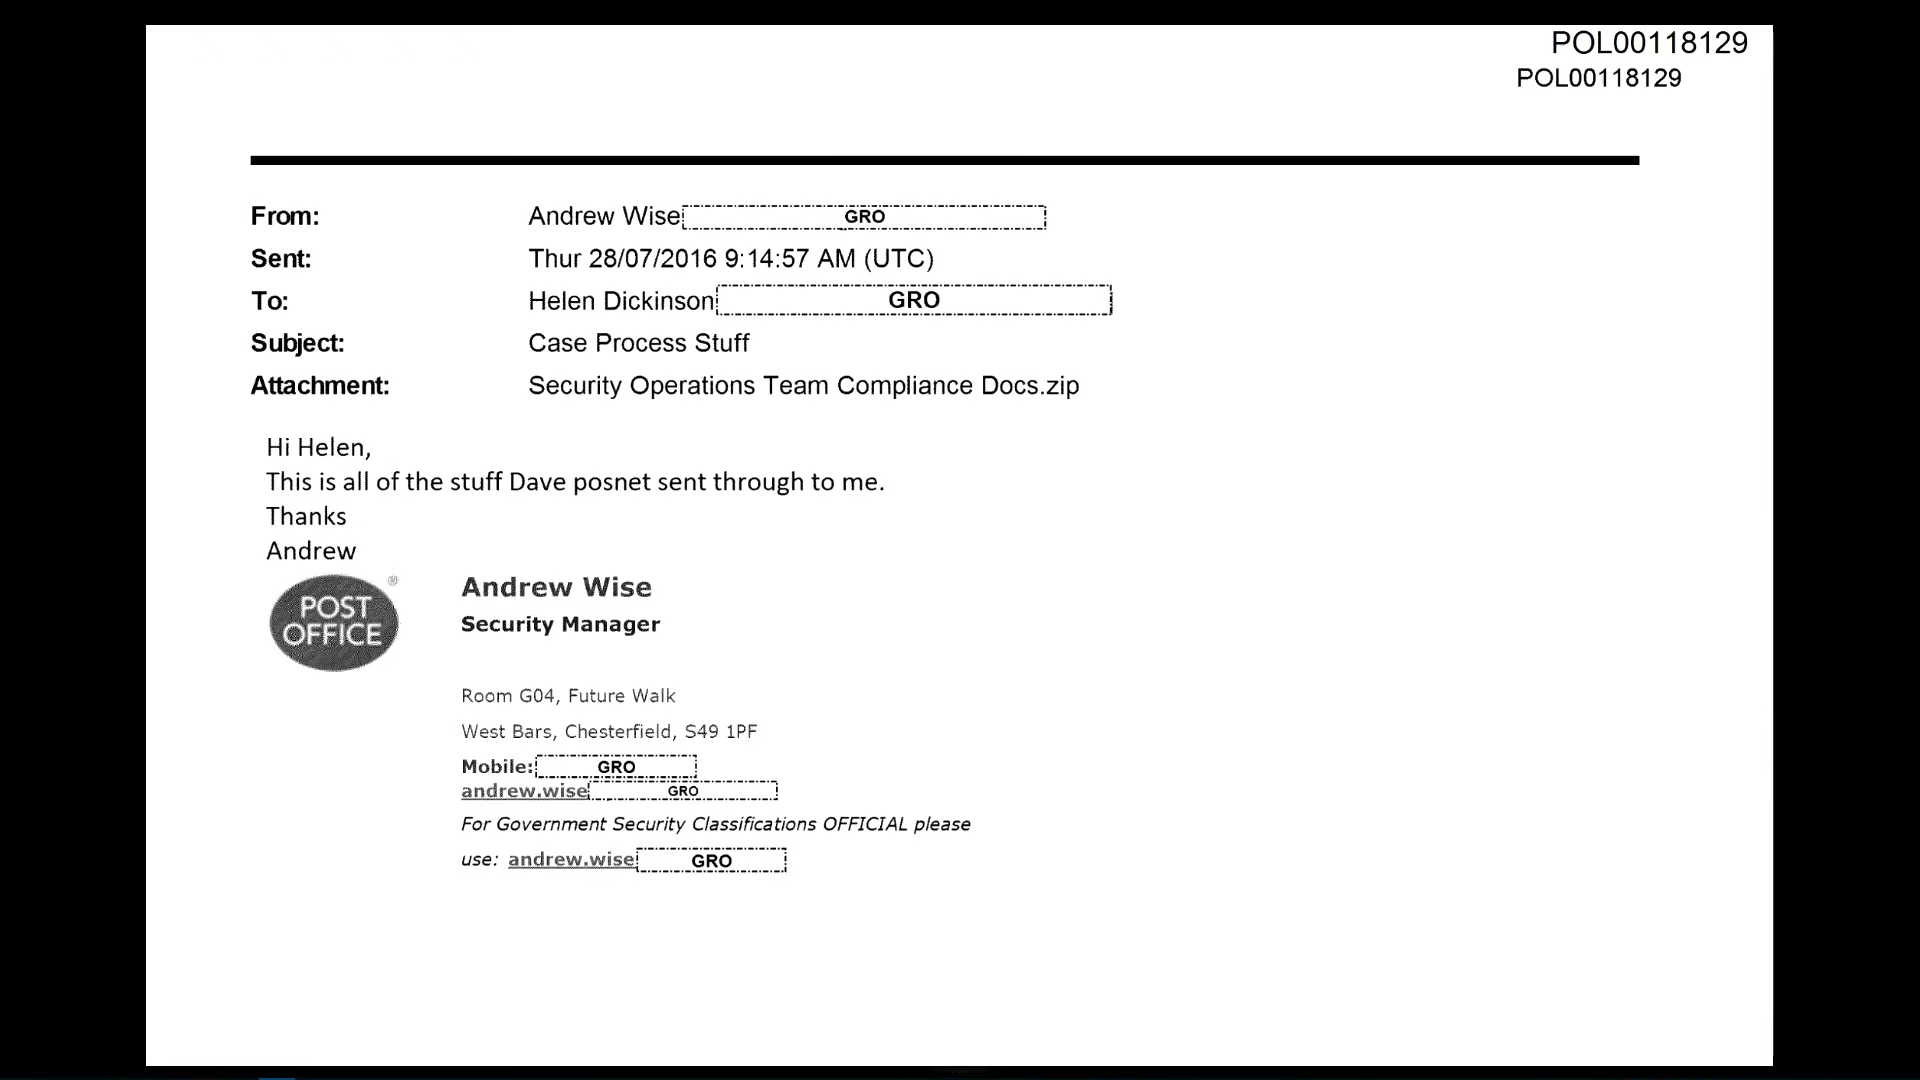 POL00118129
POL00118129
From: Andrew Wise GRO
Sent: Thur 28/07/2016 9:14:57 AM (UTC)
To: Helen Dickinson GRO
Subject: Case Process Stuff
Attachment: Security Operations Team Compliance Docs.zip
Hi Helen,
This is all of the stuff Dave posnet sent through to me.
Thanks
Andrew
POST
OFFICE
®
Andrew Wise
Security Manager
Room G04, Future Walk
West Bars, Chesterfield, S49 1PF
Mobile: GRO
andrew.wise GRO
For Government Security Classifications OFFICIAL please
use: andrew.wise GRO